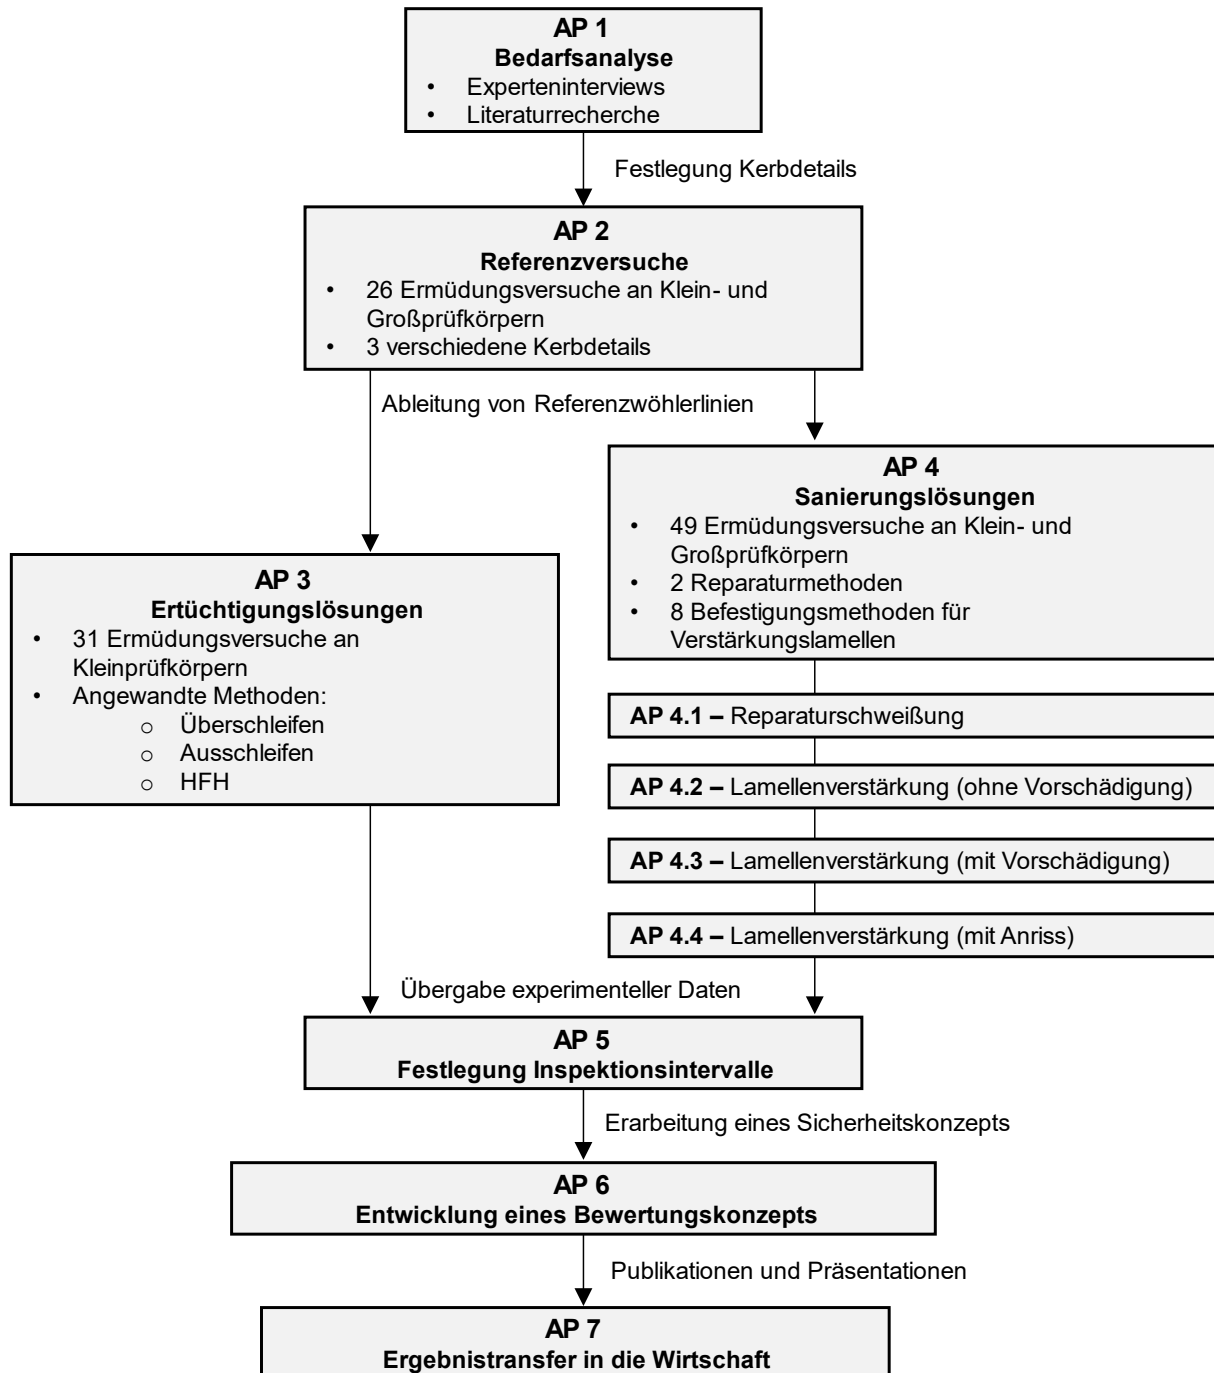 AP 1
Bedarfsanalyse
• Experteninterviews
• Literaturrecherche
Festlegung Kerbdetails
AP 2
Referenzversuche
• 26 Ermüdungsversuche an Klein- und
Großprüfkörpern
• 3 verschiedene Kerbdetails
Ableitung von Referenzwöhlerlinien
AP 4
Sanierungslösungen
• 49 Ermüdungsversuche an Klein- und
Großprüfkörpern
• 2 Reparaturmethoden
• 8 Befestigungsmethoden für
Verstärkungslamellen
AP 3
Ertüchtigungslösungen
• 31 Ermüdungsversuche an
Kleinprüfkörpern
• Angewandte Methoden:
o Überschleifen
o Ausschleifen
o HFH
AP 4.1 – Reparaturschweißung
AP 4.2 – Lamellenverstärkung (ohne Vorschädigung)
AP 4.3 – Lamellenverstärkung (mit Vorschädigung)
AP 4.4 – Lamellenverstärkung (mit Anriss)
Übergabe experimenteller Daten
AP 5
Festlegung Inspektionsintervalle
Erarbeitung eines Sicherheitskonzepts
AP 6
Entwicklung eines Bewertungskonzepts
Publikationen und Präsentationen
AP 7
Ergebnistransfer in die Wirtschaft